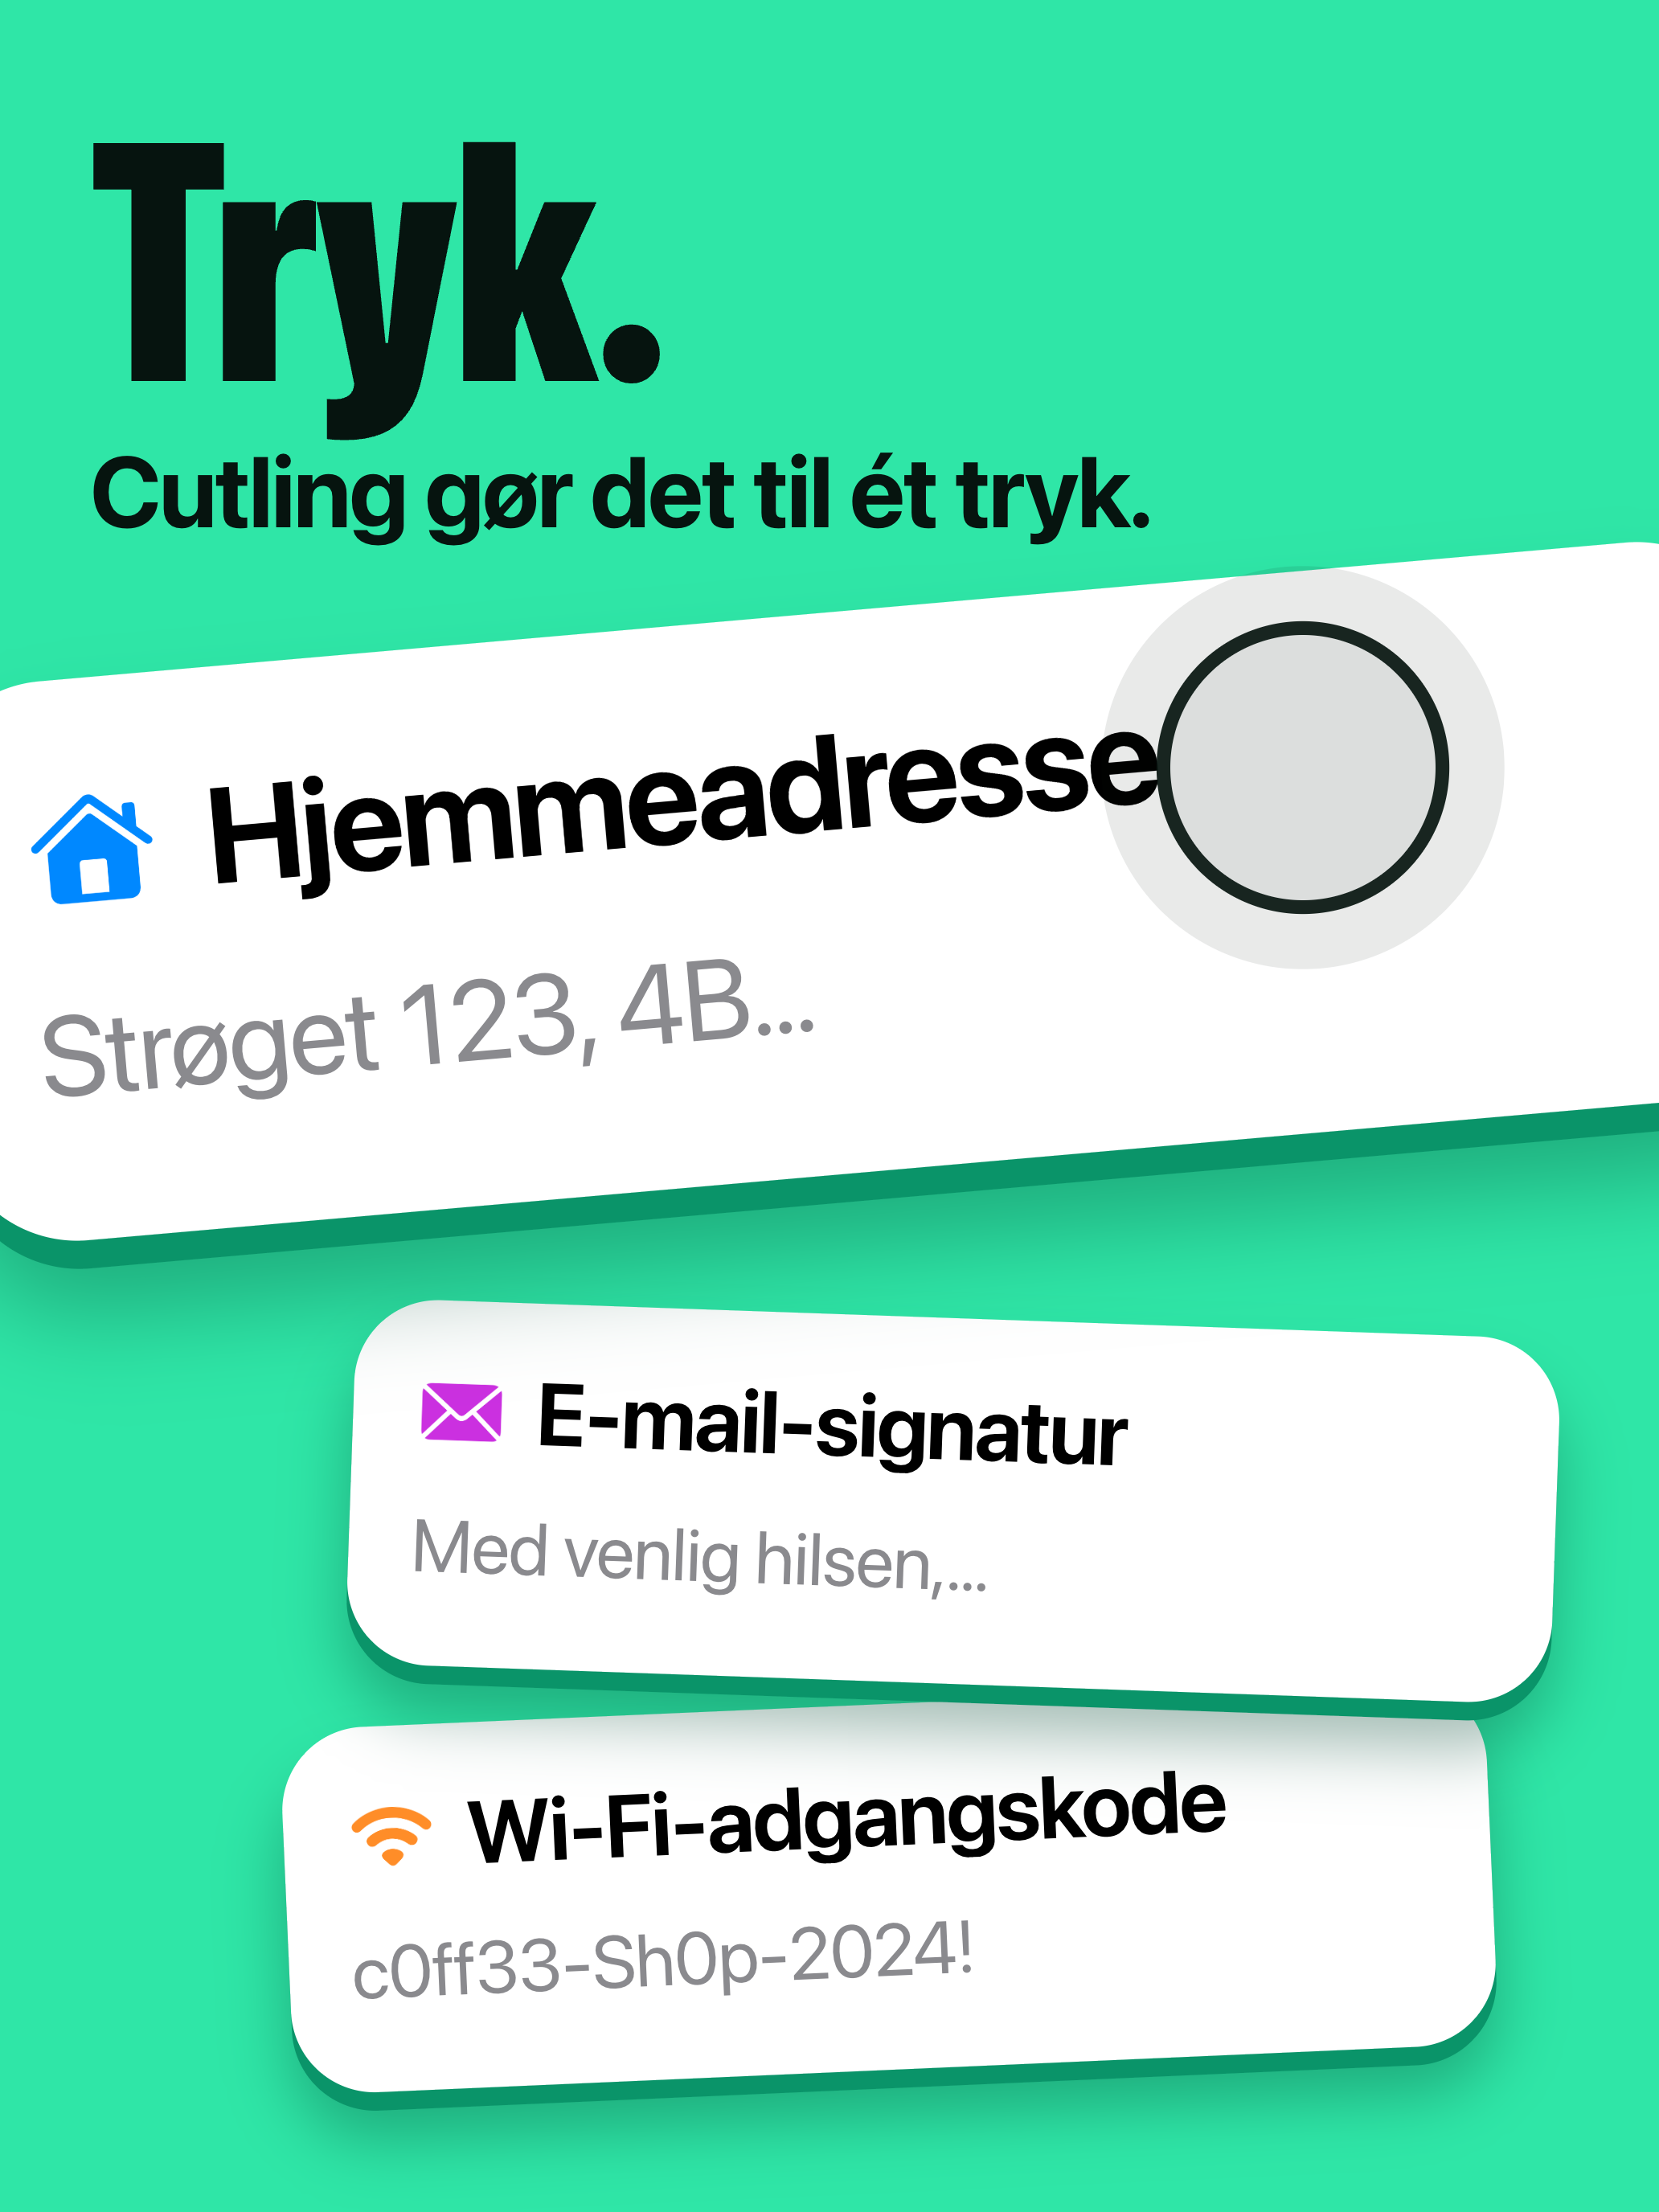 Tryk.
Cutling gør det til ét tryk.
Hjemmeadresse
Strøget 123, 4B...
E-mail-signatur
Med venlig hilsen,...
Wi-Fi-adgangskode
c0ff33-Sh0p-2024!